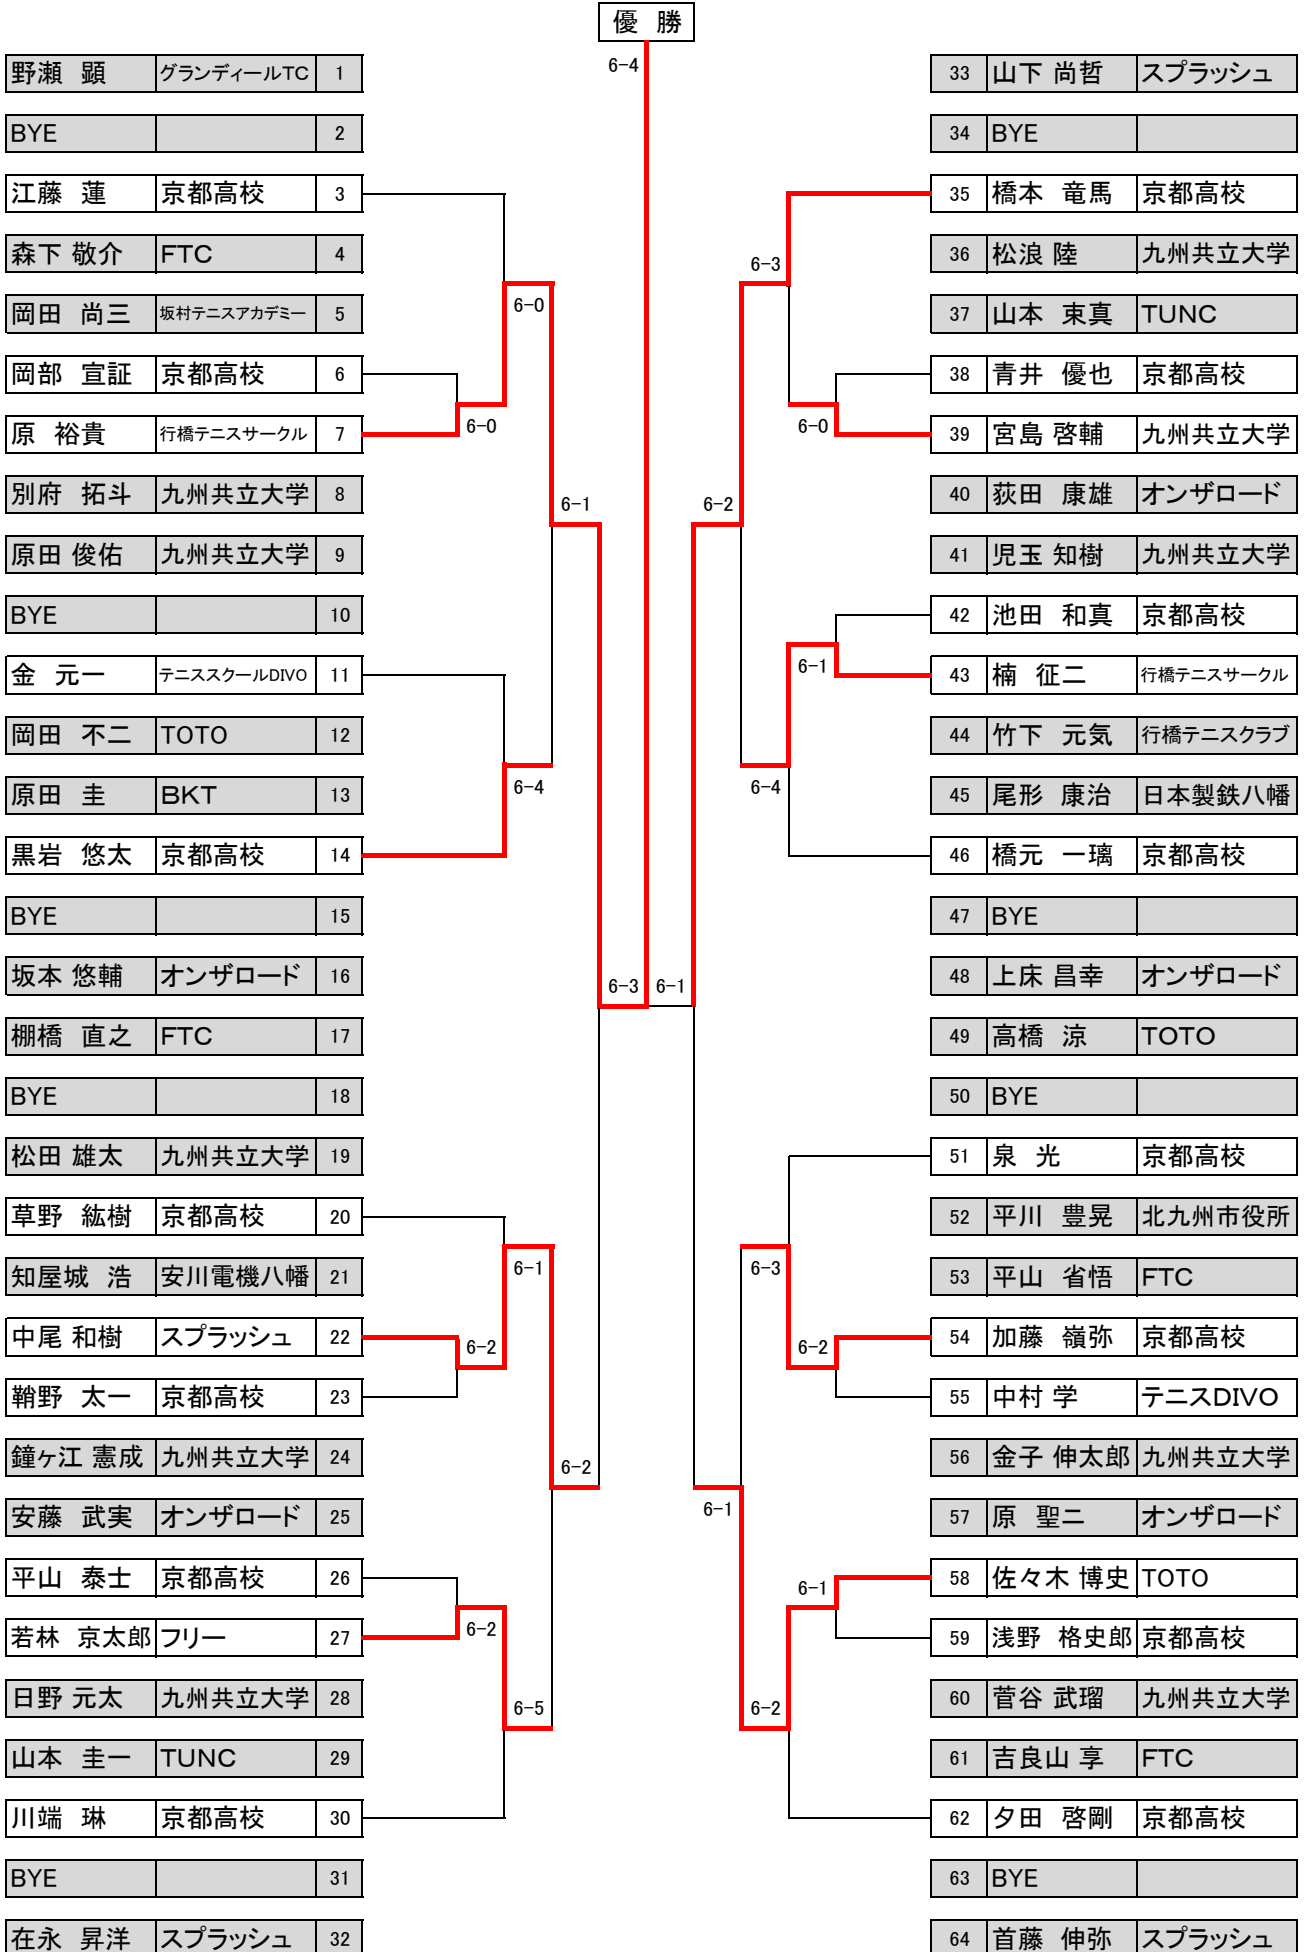 優　勝
6-4
野瀬　顕 グランディールTC 1
BYE 2
江藤　蓮 京都高校 3
森下 敬介 FTC 4
岡田　尚三 坂村テニスアカデミー 5
6-0
岡部　宣証 京都高校 6
原　裕貴 行橋テニスサークル 7
6-0
別府　拓斗 九州共立大学 8
6-1
原田 俊佑 九州共立大学 9
BYE 10
金　元一 テニススクールDIVO 11
岡田　不二 TOTO 12
原田　圭 BKT 13
6-4
黒岩　悠太 京都高校 14
BYE 15
坂本 悠輔 オンザロード 16
6-3
棚橋　直之 FTC 17
BYE 18
松田 雄太 九州共立大学 19
草野　紘樹 京都高校 20
知屋城　浩 安川電機八幡 21
6-1
中尾 和樹 スプラッシュ 22
6-2
鞘野　太一 京都高校 23
鐘ヶ江 憲成 九州共立大学 24
6-2
安藤　武実 オンザロード 25
平山　泰士 京都高校 26
若林　京太郎 フリー 27
6-2
日野 元太 九州共立大学 28
6-5
山本　圭一 TUNC 29
川端　琳 京都高校 30
BYE 31
在永　昇洋 スプラッシュ 32
33 山下 尚哲 スプラッシュ
34 BYE
35 橋本　竜馬 京都高校
36 松浪 陸 九州共立大学
6-3
37 山本　束真 TUNC
38 青井　優也 京都高校
39 宮島 啓輔 九州共立大学
6-0
40 荻田　康雄 オンザロード
6-2
41 児玉 知樹 九州共立大学
42 池田　和真 京都高校
43 楠　征二 行橋テニスサークル
6-1
44 竹下　元気 行橋テニスクラブ
45 尾形　康治 日本製鉄八幡
6-4
46 橋元　一璃 京都高校
47 BYE
48 上床 昌幸 オンザロード
6-1
49 高橋　涼 TOTO
50 BYE
51 泉　光 京都高校
52 平川　豊晃 北九州市役所
53 平山　省悟 FTC
6-3
54 加藤　嶺弥 京都高校
6-2
55 中村 学 テニスDIVO
56 金子 伸太郎 九州共立大学
57 原　聖二 オンザロード
6-1
58 佐々木 博史 TOTO
6-1
59 浅野　格史郎 京都高校
60 菅谷 武瑠 九州共立大学
6-2
61 吉良山 享 FTC
62 夕田　啓剛 京都高校
63 BYE
64 首藤　伸弥 スプラッシュ